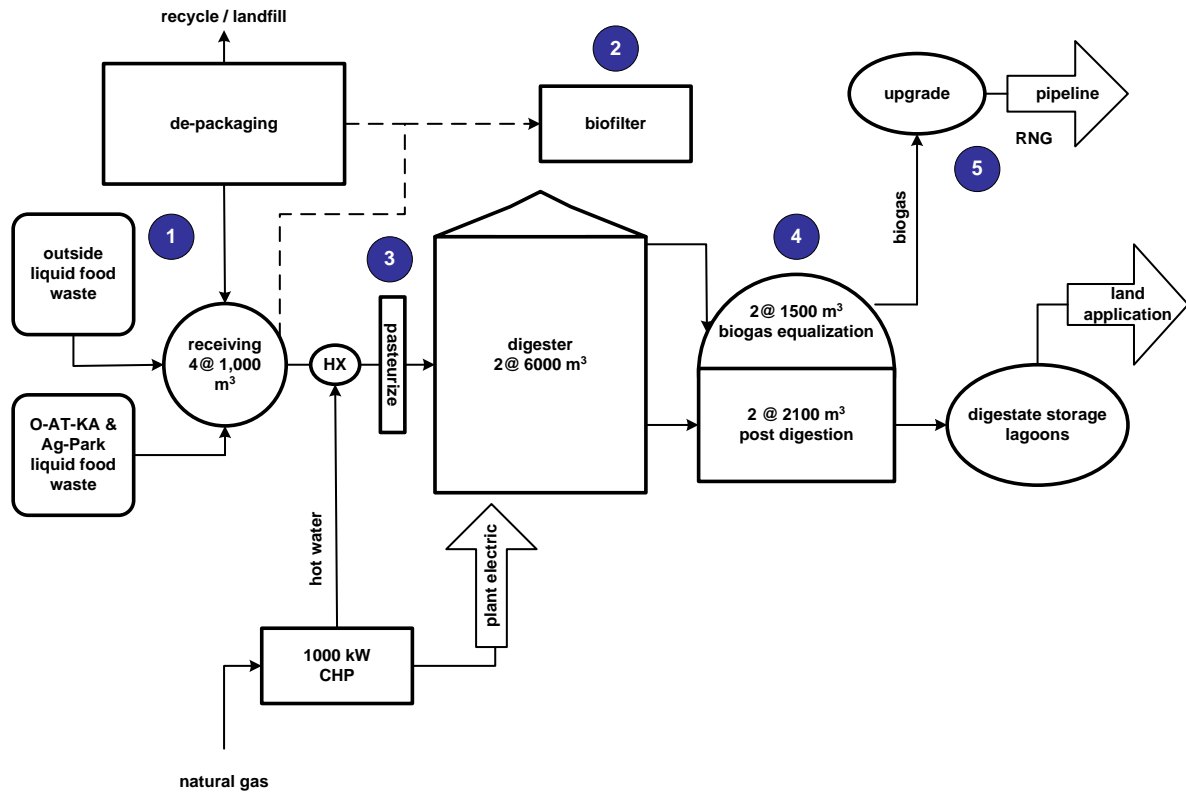 recycle / landfill
de-packaging
2
biofilter
upgrade
pipeline
RNG
5
1
outside
liquid food
waste
3
4
biogas
receiving
4@ 1,000
m³
HX
pasteurize
digester
2@ 6000 m³
2@ 1500 m³
biogas equalization
land
application
O-AT-KA &
Ag-Park
liquid food
waste
2 @ 2100 m³
post digestion
digestate storage
lagoons
hot water
plant electric
1000 kW
CHP
natural gas